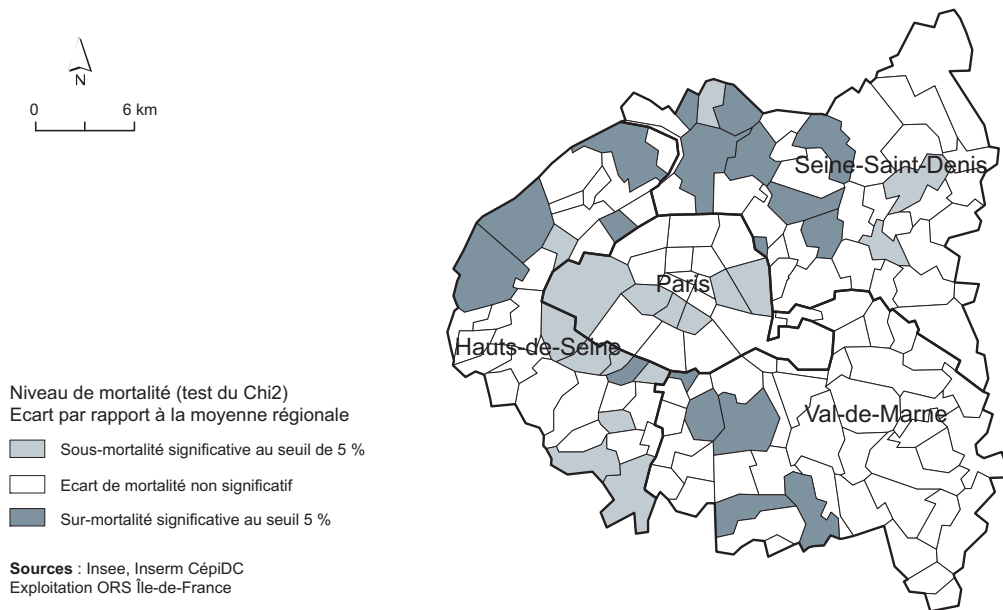 N
0 6 km
Seine-Saint-Denis
Paris
Hauts-de-Seine
Val-de-Marne
Niveau de mortalité (test du Chi2)
Ecart par rapport à la moyenne régionale
Sous-mortalité significative au seuil de 5 %
Ecart de mortalité non significatif
Sur-mortalité significative au seuil 5 %
Sources : Insee, Inserm CépiDC
Exploitation ORS Île-de-France